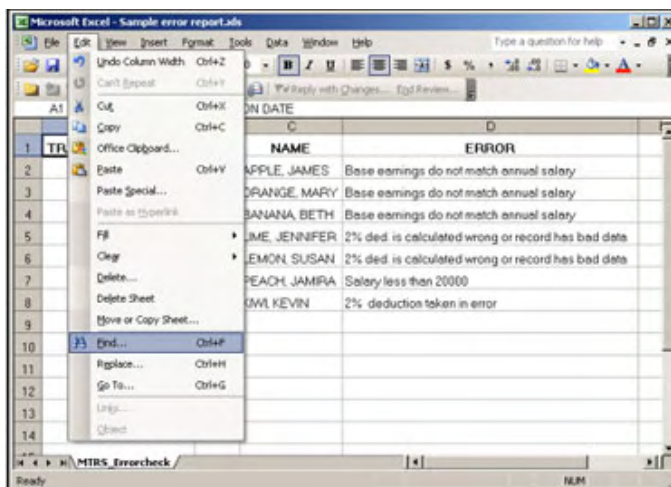 Microsoft Excel - Sample error report.xls
File Edit View Insert Format Tools Data Window Help Type a question for help
B I U $ % ,
Reply with Changes... End Review...
A1 ON DATE
C D
1 TR NAME ERROR
2 APPLE, JAMES Base earnings do not match annual salary
3 ORANGE, MARY Base earnings do not match annual salary
4 BANANA, BETH Base earnings do not match annual salary
5 LIME, JENNIFER 2% ded. is calculated wrong or record has bad data
6 LEMON, SUSAN 2% ded. is calculated wrong or record has bad data
7 PEACH, JAMIRA Salary less than 20000
8 KIWI, KEVIN 2% deduction taken in error
9
10
11
12
13
14
Undo Column Width Ctrl+Z
Can't Repeat Ctrl+Y
Cut Ctrl+X
Copy Ctrl+C
Office Clipboard...
Paste Ctrl+V
Paste Special...
Paste as Hyperlink
Fill
Clear
Delete...
Delete Sheet
Move or Copy Sheet...
Find... Ctrl+F
Replace... Ctrl+H
Go To... Ctrl+G
Links...
Object
MTRS_Errorcheck
Ready NUM